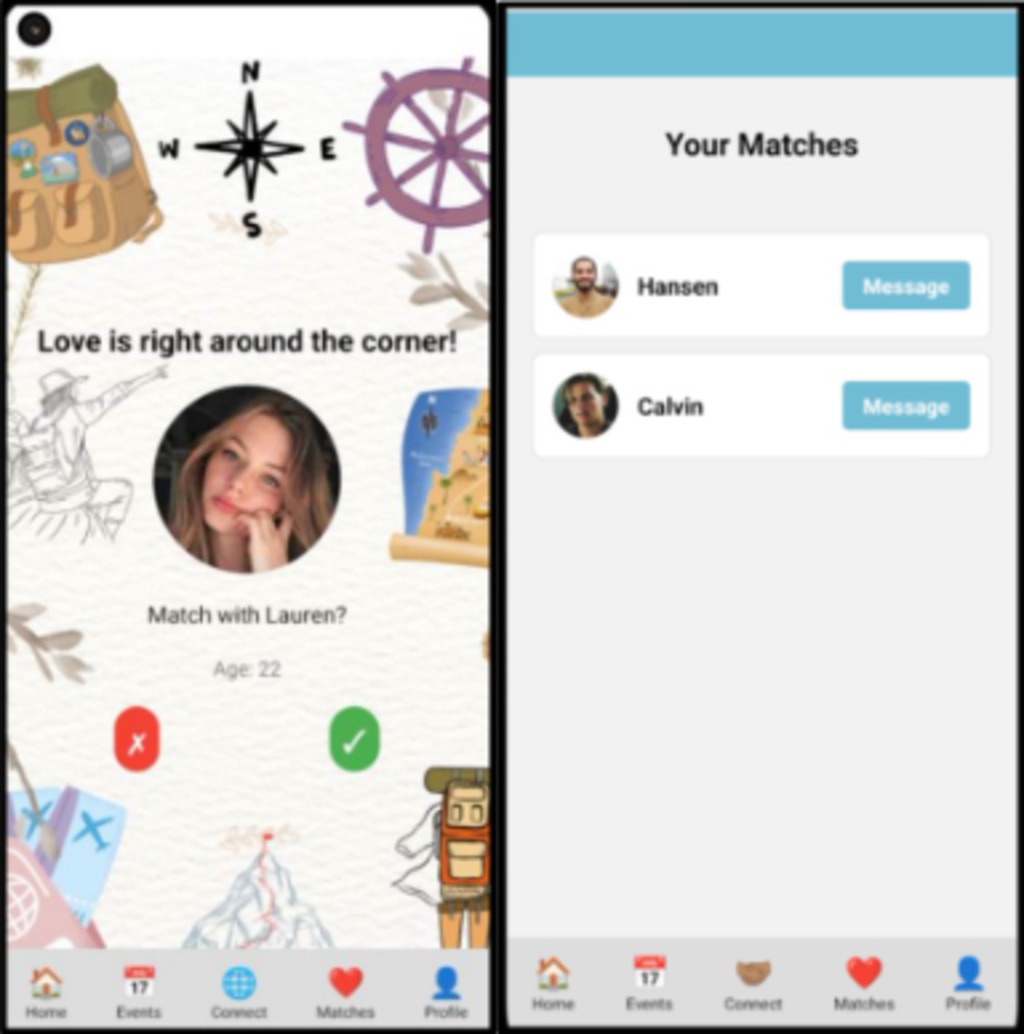 N
W E
S
Love is right around the corner!
Match with Lauren?
Age: 22
✗ ✓
17
Home Events Connect Matches Profile
Your Matches
Hansen Message
Calvin Message
17
Home Events Connect Matches Profile